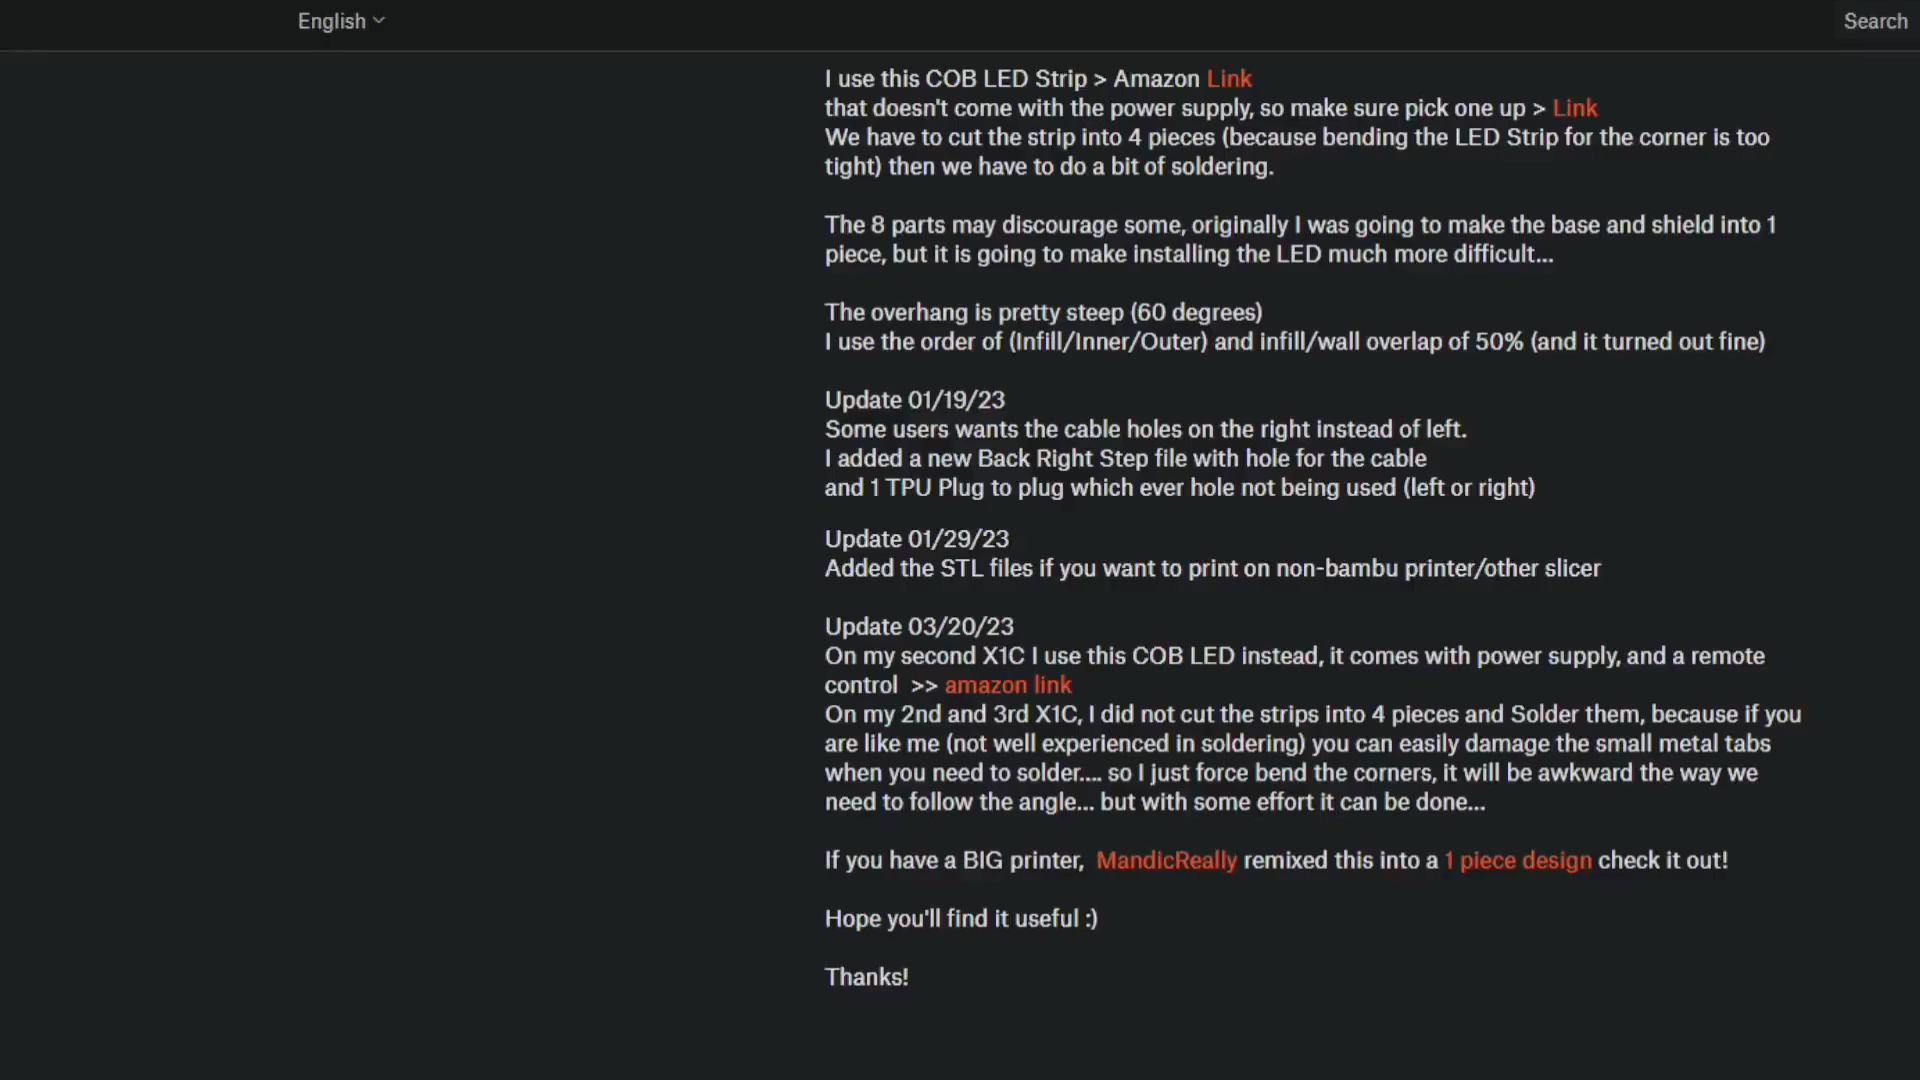 English
Search
I use this COB LED Strip > Amazon Link
that doesn't come with the power supply, so make sure pick one up > Link
We have to cut the strip into 4 pieces (because bending the LED Strip for the corner is too
tight) then we have to do a bit of soldering.
The 8 parts may discourage some, originally I was going to make the base and shield into 1
piece, but it is going to make installing the LED much more difficult...
The overhang is pretty steep (60 degrees)
I use the order of (Infill/Inner/Outer) and infill/wall overlap of 50% (and it turned out fine)
Update 01/19/23
Some users wants the cable holes on the right instead of left.
I added a new Back Right Step file with hole for the cable
and 1 TPU Plug to plug which ever hole not being used (left or right)
Update 01/29/23
Added the STL files if you want to print on non-bambu printer/other slicer
Update 03/20/23
On my second X1C I use this COB LED instead, it comes with power supply, and a remote
control >> amazon link
On my 2nd and 3rd X1C, I did not cut the strips into 4 pieces and Solder them, because if you
are like me (not well experienced in soldering) you can easily damage the small metal tabs
when you need to solder.... so I just force bend the corners, it will be awkward the way we
need to follow the angle... but with some effort it can be done...
If you have a BIG printer, MandicReally remixed this into a 1 piece design check it out!
Hope you'll find it useful :)
Thanks!